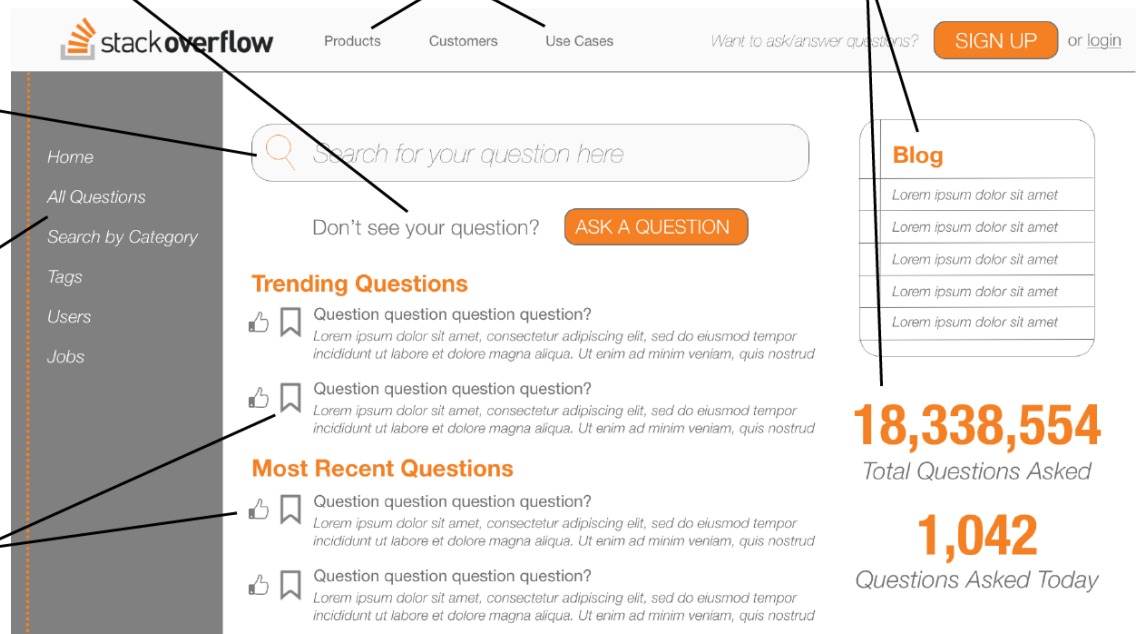 stackoverflow
Products Customers Use Cases
Want to ask/answer questions? SIGN UP or login
Home
All Questions
Search by Category
Tags
Users
Jobs
Search for your question here
Don't see your question? ASK A QUESTION
Trending Questions
Question question question question?
Lorem ipsum dolor sit amet, consectetur adipiscing elit, sed do eiusmod tempor
incididunt ut labore et dolore magna aliqua. Ut enim ad minim veniam, quis nostrud
Question question question question?
Lorem ipsum dolor sit amet, consectetur adipiscing elit, sed do eiusmod tempor
incididunt ut labore et dolore magna aliqua. Ut enim ad minim veniam, quis nostrud
Most Recent Questions
Question question question question?
Lorem ipsum dolor sit amet, consectetur adipiscing elit, sed do eiusmod tempor
incididunt ut labore et dolore magna aliqua. Ut enim ad minim veniam, quis nostrud
Question question question question?
Lorem ipsum dolor sit amet, consectetur adipiscing elit, sed do eiusmod tempor
incididunt ut labore et dolore magna aliqua. Ut enim ad minim veniam, quis nostrud
Blog
Lorem ipsum dolor sit amet
Lorem ipsum dolor sit amet
Lorem ipsum dolor sit amet
Lorem ipsum dolor sit amet
Lorem ipsum dolor sit amet
18,338,554
Total Questions Asked
1,042
Questions Asked Today